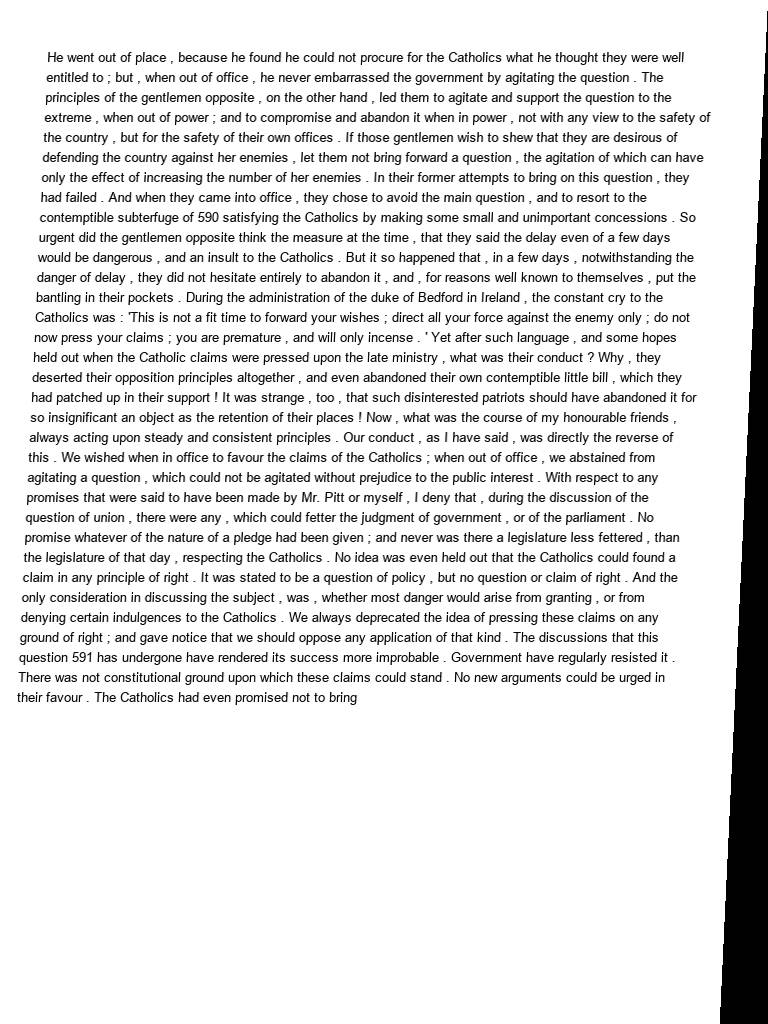 He went out of place , because he found he could not procure for the Catholics what he thought they were well
entitled to ; but , when out of office , he never embarrassed the government by agitating the question . The
principles of the gentlemen opposite , on the other hand , led them to agitate and support the question to the
extreme , when out of power ; and to compromise and abandon it when in power , not with any view to the safety of
the country , but for the safety of their own offices . If those gentlemen wish to shew that they are desirous of
defending the country against her enemies , let them not bring forward a question , the agitation of which can have
only the effect of increasing the number of her enemies . In their former attempts to bring on this question , they
had failed . And when they came into office , they chose to avoid the main question , and to resort to the
contemptible subterfuge of 590 satisfying the Catholics by making some small and unimportant concessions . So
urgent did the gentlemen opposite think the measure at the time , that they said the delay even of a few days
would be dangerous , and an insult to the Catholics . But it so happened that , in a few days , notwithstanding the
danger of delay , they did not hesitate entirely to abandon it , and , for reasons well known to themselves , put the
bantling in their pockets . During the administration of the duke of Bedford in Ireland , the constant cry to the
Catholics was : 'This is not a fit time to forward your wishes ; direct all your force against the enemy only ; do not
now press your claims ; you are premature , and will only incense . ' Yet after such language , and some hopes
held out when the Catholic claims were pressed upon the late ministry , what was their conduct ? Why , they
deserted their opposition principles altogether , and even abandoned their own contemptible little bill , which they
had patched up in their support ! It was strange , too , that such disinterested patriots should have abandoned it for
so insignificant an object as the retention of their places ! Now , what was the course of my honourable friends ,
always acting upon steady and consistent principles . Our conduct , as I have said , was directly the reverse of
this . We wished when in office to favour the claims of the Catholics ; when out of office , we abstained from
agitating a question , which could not be agitated without prejudice to the public interest . With respect to any
promises that were said to have been made by Mr. Pitt or myself , I deny that , during the discussion of the
question of union , there were any , which could fetter the judgment of government , or of the parliament . No
promise whatever of the nature of a pledge had been given ; and never was there a legislature less fettered , than
the legislature of that day , respecting the Catholics . No idea was even held out that the Catholics could found a
claim in any principle of right . It was stated to be a question of policy , but no question or claim of right . And the
only consideration in discussing the subject , was , whether most danger would arise from granting , or from
denying certain indulgences to the Catholics . We always deprecated the idea of pressing these claims on any
ground of right ; and gave notice that we should oppose any application of that kind . The discussions that this
question 591 has undergone have rendered its success more improbable . Government have regularly resisted it .
There was not constitutional ground upon which these claims could stand . No new arguments could be urged in
their favour . The Catholics had even promised not to bring